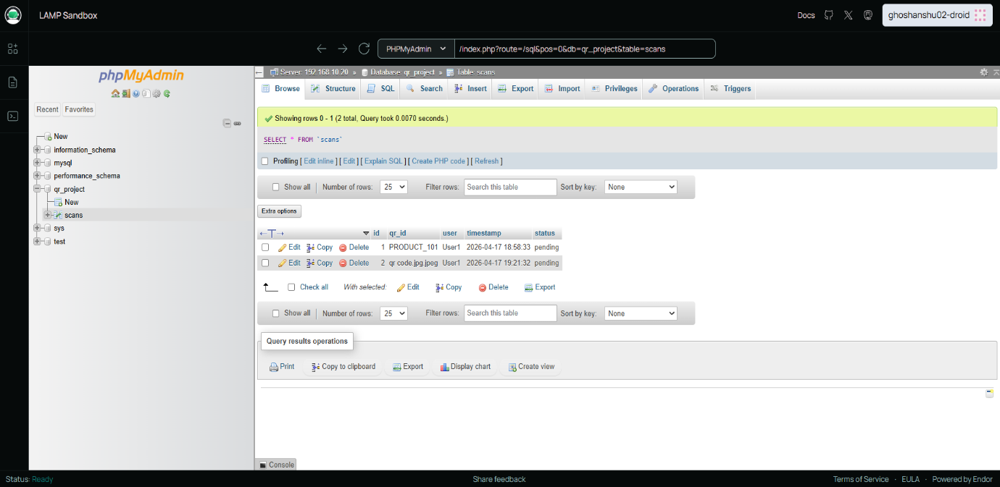 LAMP Sandbox
Docs
ghoshanshu02-droid
PHPMyAdmin
/index.php?route=/sql&pos=0&db=qr_project&table=scans
phpMyAdmin
Recent Favorites
New
information_schema
mysql
performance_schema
qr_project
New
scans
sys
test
Server: 192.168.10.20 » Database: qr_project » Table: scans
Browse Structure SQL Search Insert Export Import Privileges Operations Triggers
Showing rows 0 - 1 (2 total, Query took 0.0070 seconds.)
SELECT * FROM `scans`
Profiling [ Edit inline ] [ Edit ] [ Explain SQL ] [ Create PHP code ] [ Refresh ]
Show all Number of rows: 25 Filter rows: Search this table Sort by key: None
Extra options
id qr_id user timestamp status
Edit Copy Delete 1 PRODUCT_101 User1 2026-04-17 18:58:33 pending
Edit Copy Delete 2 qr code.jpg.jpeg User1 2026-04-17 19:21:32 pending
Check all With selected: Edit Copy Delete Export
Show all Number of rows: 25 Filter rows: Search this table Sort by key: None
Query results operations
Print Copy to clipboard Export Display chart Create view
Console
Status: Ready
Share feedback
Terms of Service · EULA · Powered by Endor